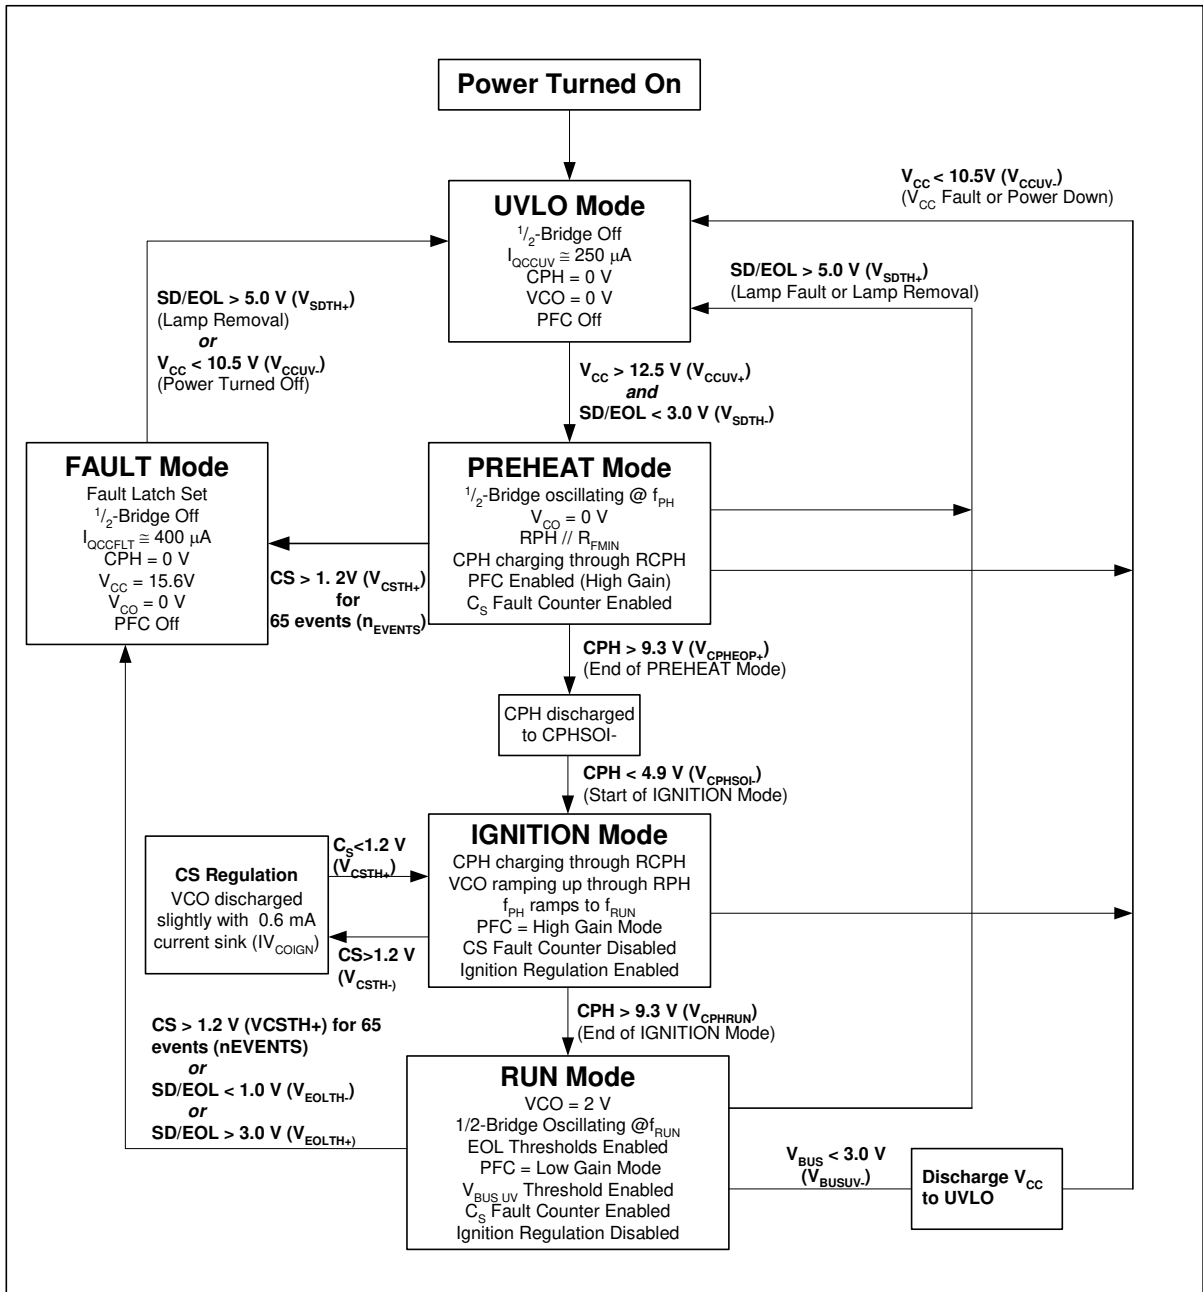 Power Turned On
V_CC < 10.5V (V_CCUV-)
(V_CC Fault or Power Down)
UVLO Mode
1/2-Bridge Off
I_QCCUV ≅ 250 μA
CPH = 0 V
VCO = 0 V
PFC Off
SD/EOL > 5.0 V (V_SDTH+)
(Lamp Fault or Lamp Removal)
SD/EOL > 5.0 V (V_SDTH+)
(Lamp Removal)
or
V_CC < 10.5 V (V_CCUV-)
(Power Turned Off)
V_CC > 12.5 V (V_CCUV+)
and
SD/EOL < 3.0 V (V_SDTH-)
FAULT Mode
Fault Latch Set
1/2-Bridge Off
I_QCCFLT ≅ 400 μA
CPH = 0 V
V_CC = 15.6V
V_CO = 0 V
PFC Off
CS > 1. 2V (V_CSTH+)
for
65 events (n_EVENTS)
PREHEAT Mode
1/2-Bridge oscillating @ f_PH
V_CO = 0 V
RPH // R_FMIN
CPH charging through RCPH
PFC Enabled (High Gain)
C_S Fault Counter Enabled
CPH > 9.3 V (V_CPHEOP+)
(End of PREHEAT Mode)
CPH discharged
to CPHSOI-
CPH < 4.9 V (V_CPHSOI-)
(Start of IGNITION Mode)
CS Regulation
VCO discharged
slightly with 0.6 mA
current sink (IV_COIGN)
C_S<1.2 V
(V_CSTH+)
CS>1.2 V
(V_CSTH-)
IGNITION Mode
CPH charging through RCPH
VCO ramping up through RPH
f_PH ramps to f_RUN
PFC = High Gain Mode
CS Fault Counter Disabled
Ignition Regulation Enabled
CPH > 9.3 V (V_CPHRUN)
(End of IGNITION Mode)
CS > 1.2 V (VCSTH+) for 65
events (nEVENTS)
or
SD/EOL < 1.0 V (V_EOLTH-)
or
SD/EOL > 3.0 V (V_EOLTH+)
RUN Mode
VCO = 2 V
1/2-Bridge Oscillating @f_RUN
EOL Thresholds Enabled
PFC = Low Gain Mode
V_BUS UV Threshold Enabled
C_S Fault Counter Enabled
Ignition Regulation Disabled
V_BUS < 3.0 V
(V_BUSUV-)
Discharge V_CC
to UVLO